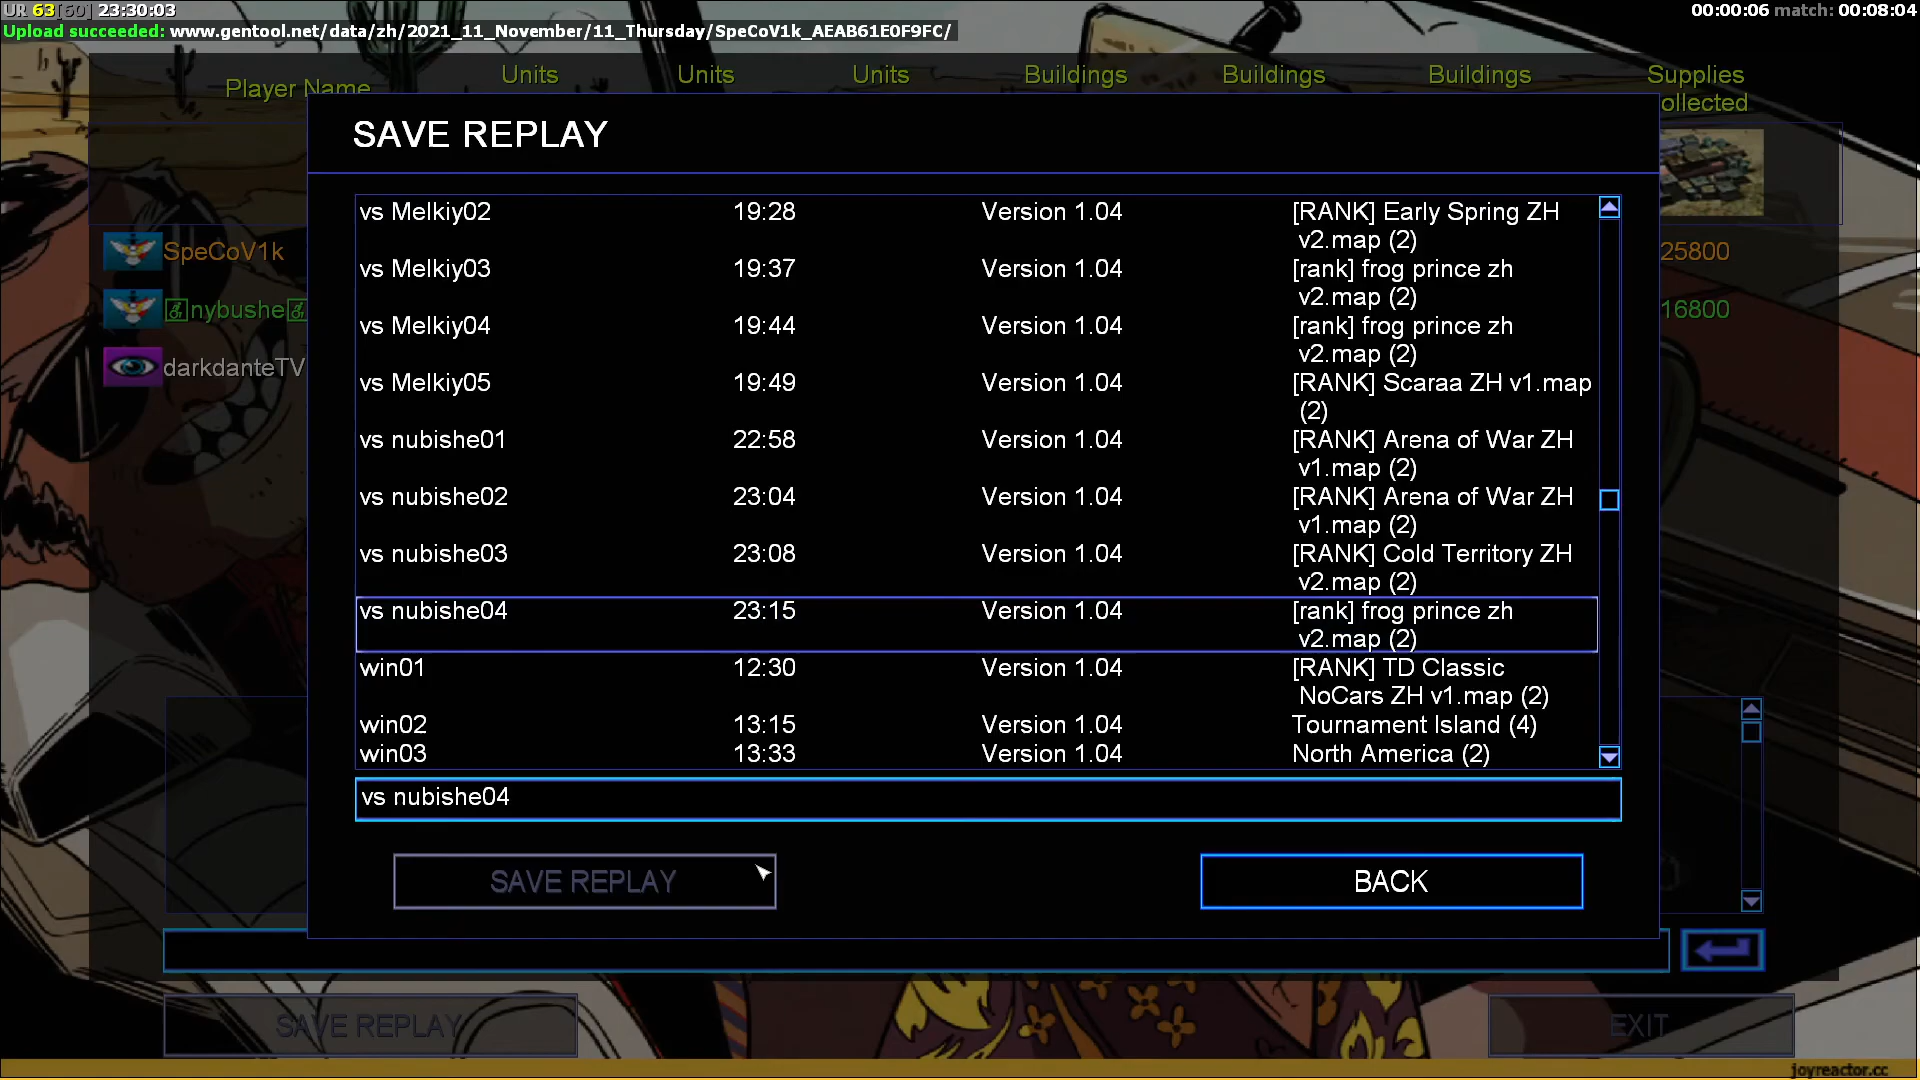 UR 63[60] 23:30:03
00:00:06 match: 00:08:04
Upload succeeded: www.gentool.net/data/zh/2021_11_November/11_Thursday/SpeCoV1k_AEAB61E0F9FC/
Player Name
Units
Units
Units
Buildings
Buildings
Buildings
Supplies
ollected
SAVE REPLAY
SpeCoV1k
25800
nybushe
16800
darkdanteTV
vs Melkiy02 19:28 Version 1.04 [RANK] Early Spring ZH
v2.map (2)
vs Melkiy03 19:37 Version 1.04 [rank] frog prince zh
v2.map (2)
vs Melkiy04 19:44 Version 1.04 [rank] frog prince zh
v2.map (2)
vs Melkiy05 19:49 Version 1.04 [RANK] Scaraa ZH v1.map
(2)
vs nubishe01 22:58 Version 1.04 [RANK] Arena of War ZH
v1.map (2)
vs nubishe02 23:04 Version 1.04 [RANK] Arena of War ZH
v1.map (2)
vs nubishe03 23:08 Version 1.04 [RANK] Cold Territory ZH
v2.map (2)
vs nubishe04 23:15 Version 1.04 [rank] frog prince zh
v2.map (2)
win01 12:30 Version 1.04 [RANK] TD Classic
NoCars ZH v1.map (2)
win02 13:15 Version 1.04 Tournament Island (4)
win03 13:33 Version 1.04 North America (2)
vs nubishe04
SAVE REPLAY
BACK
SAVE REPLAY
EXIT
joyreactor.cc